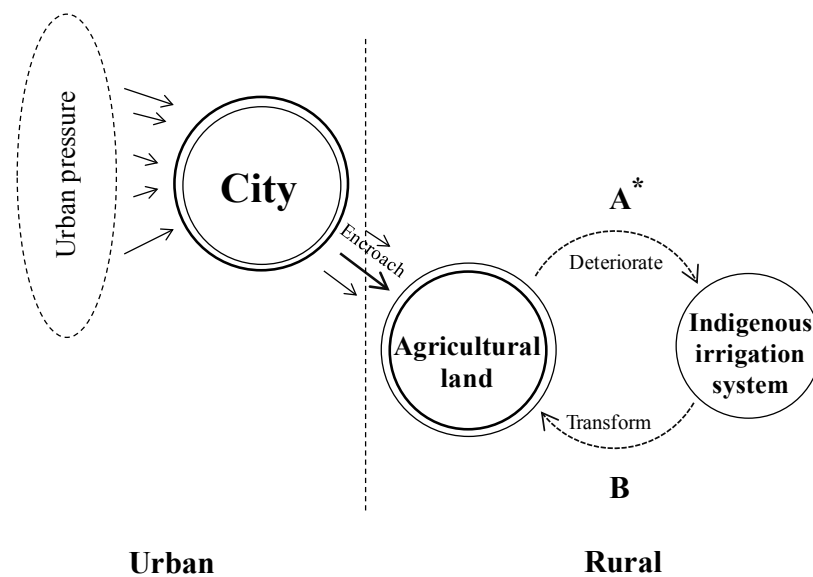 Urban pressure
City
Encroach
A*
Deteriorate
Agricultural
land
Indigenous
irrigation
system
Transform
B
Urban
Rural